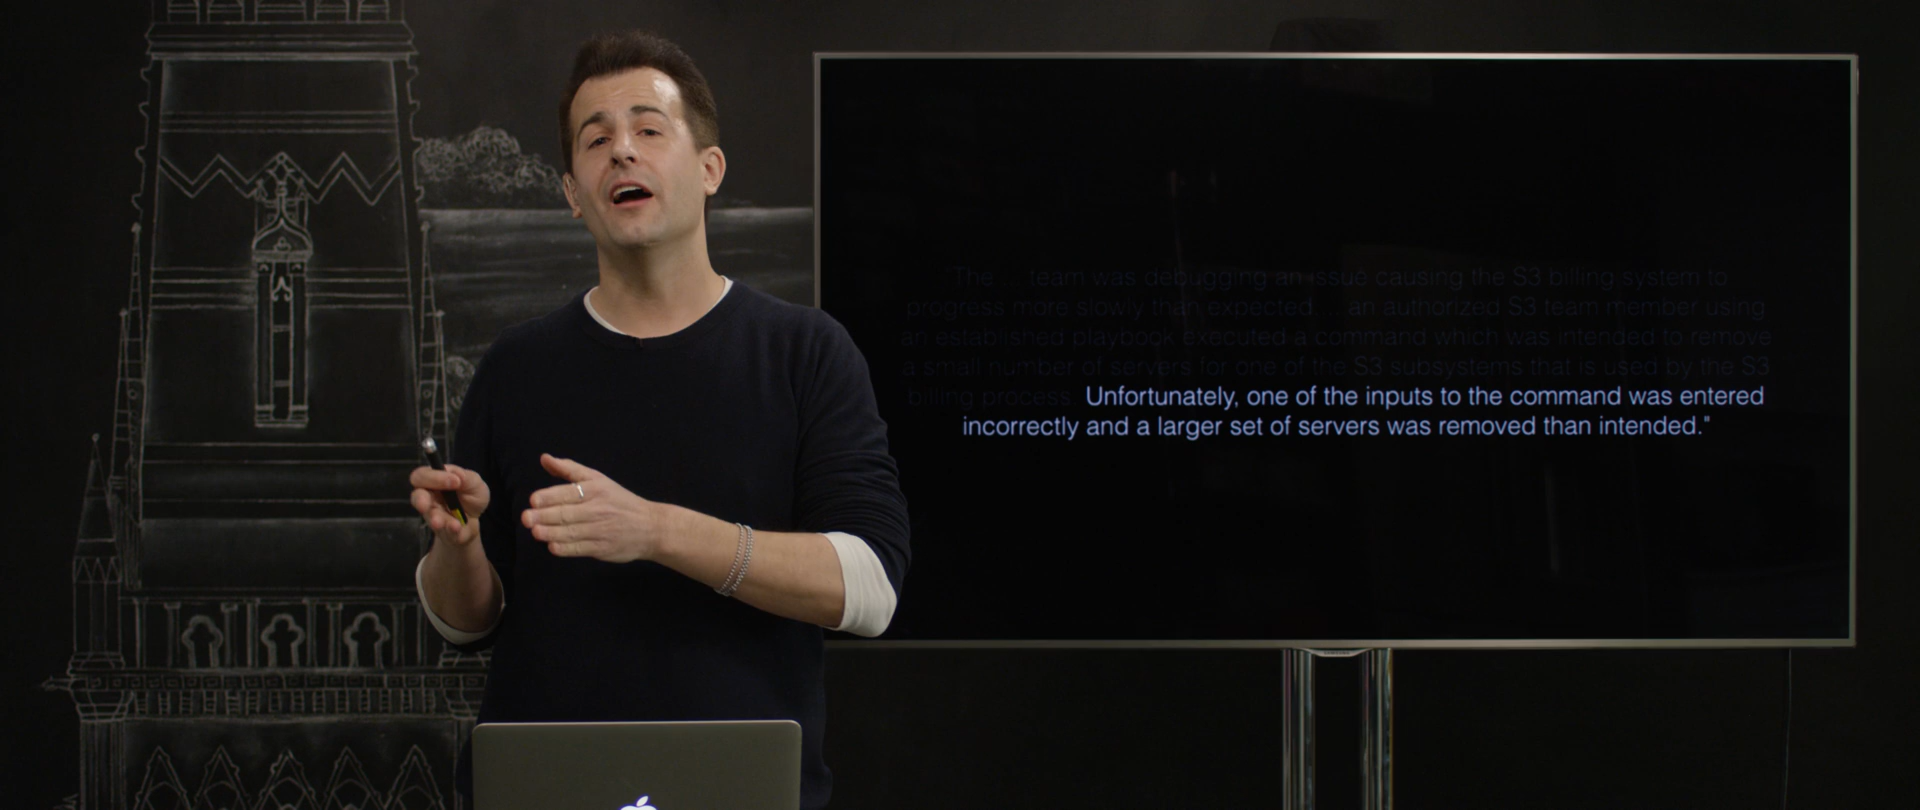 "The ... team was debugging an issue causing the S3 billing system to
progress more slowly than expected. ... an authorized S3 team member using
an established playbook executed a command which was intended to remove
a small number of servers for one of the S3 subsystems that is used by the S3
billing process. Unfortunately, one of the inputs to the command was entered
incorrectly and a larger set of servers was removed than intended."
SAMSUNG